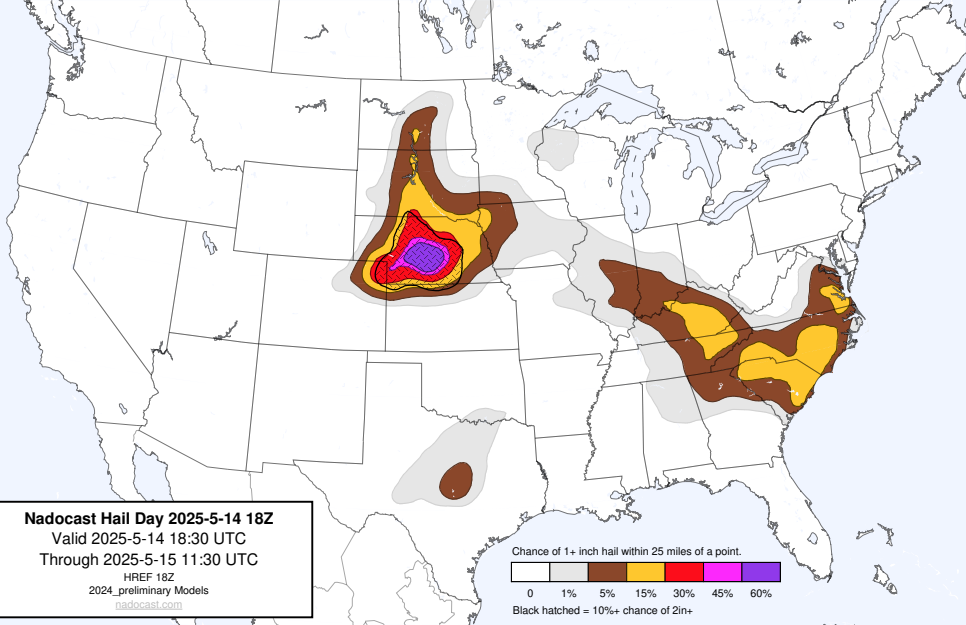 Nadocast Hail Day 2025-5-14 18Z
Valid 2025-5-14 18:30 UTC
Through 2025-5-15 11:30 UTC
HREF 18Z
2024_preliminary Models
nadocast.com
Chance of 1+ inch hail within 25 miles of a point.
0 1% 5% 15% 30% 45% 60%
Black hatched = 10%+ chance of 2in+